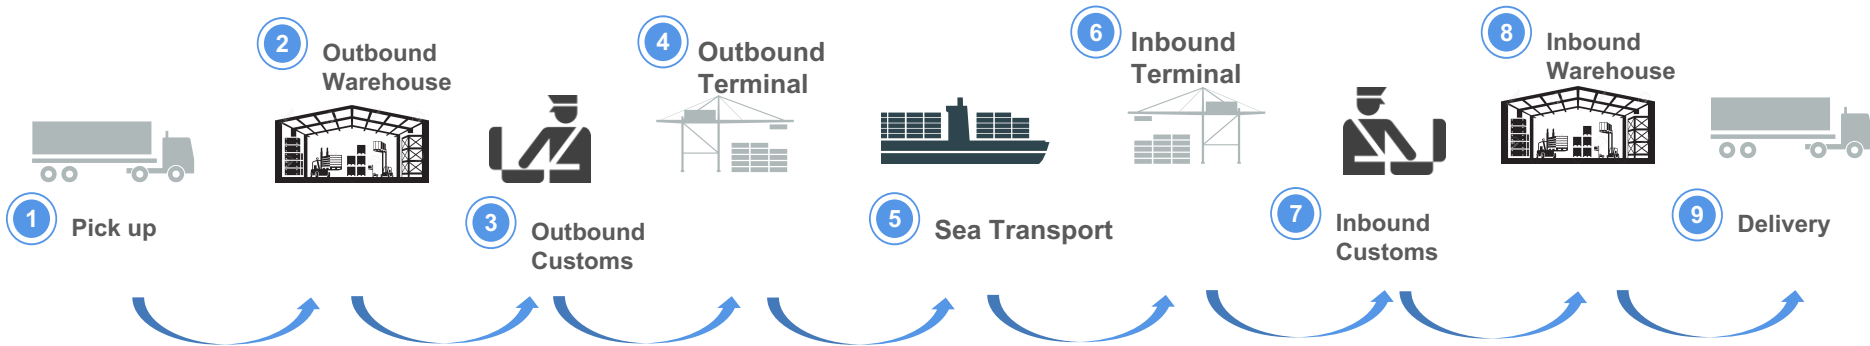 1
Pick up
2
Outbound
Warehouse
3
Outbound
Customs
4
Outbound
Terminal
5
Sea Transport
6
Inbound
Terminal
7
Inbound
Customs
8
Inbound
Warehouse
9
Delivery